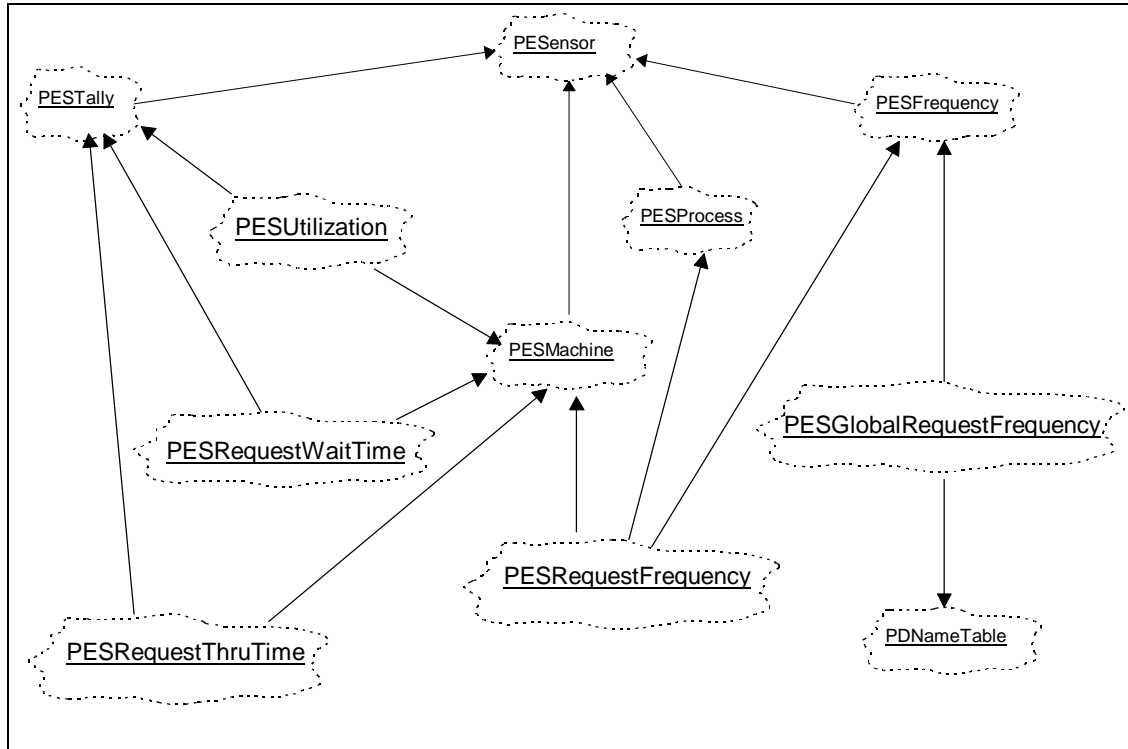 PESensor
PESTally
PESFrequency
PESUtilization
PESProcess
PESMachine
PESGlobalRequestFrequency
PESRequestWaitTime
PESRequestFrequency
PDNameTable
PESRequestThruTime